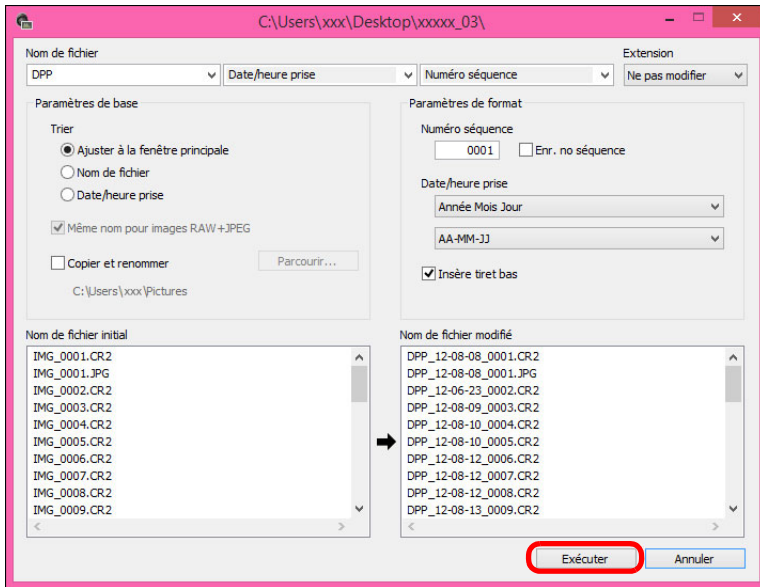 C:\Users\xxx\Desktop\xxxxx_03\
Nom de fichier
Extension
DPP
Date/heure prise
Numéro séquence
Ne pas modifier
Paramètres de base
Trier
Ajuster à la fenêtre principale
Nom de fichier
Date/heure prise
Même nom pour images RAW+JPEG
Copier et renommer
Parcourir...
C:\Users\xxx\Pictures
Paramètres de format
Numéro séquence
0001
Enr. no séquence
Date/heure prise
Année Mois Jour
AA-MM-JJ
Insère tiret bas
Nom de fichier initial
IMG_0001.CR2
IMG_0001.JPG
IMG_0002.CR2
IMG_0003.CR2
IMG_0004.CR2
IMG_0005.CR2
IMG_0006.CR2
IMG_0007.CR2
IMG_0008.CR2
IMG_0009.CR2
Nom de fichier modifié
DPP_12-08-08_0001.CR2
DPP_12-08-08_0001.JPG
DPP_12-06-23_0002.CR2
DPP_12-08-09_0003.CR2
DPP_12-08-10_0004.CR2
DPP_12-08-10_0005.CR2
DPP_12-08-12_0006.CR2
DPP_12-08-12_0007.CR2
DPP_12-08-12_0008.CR2
DPP_12-08-13_0009.CR2
Exécuter
Annuler